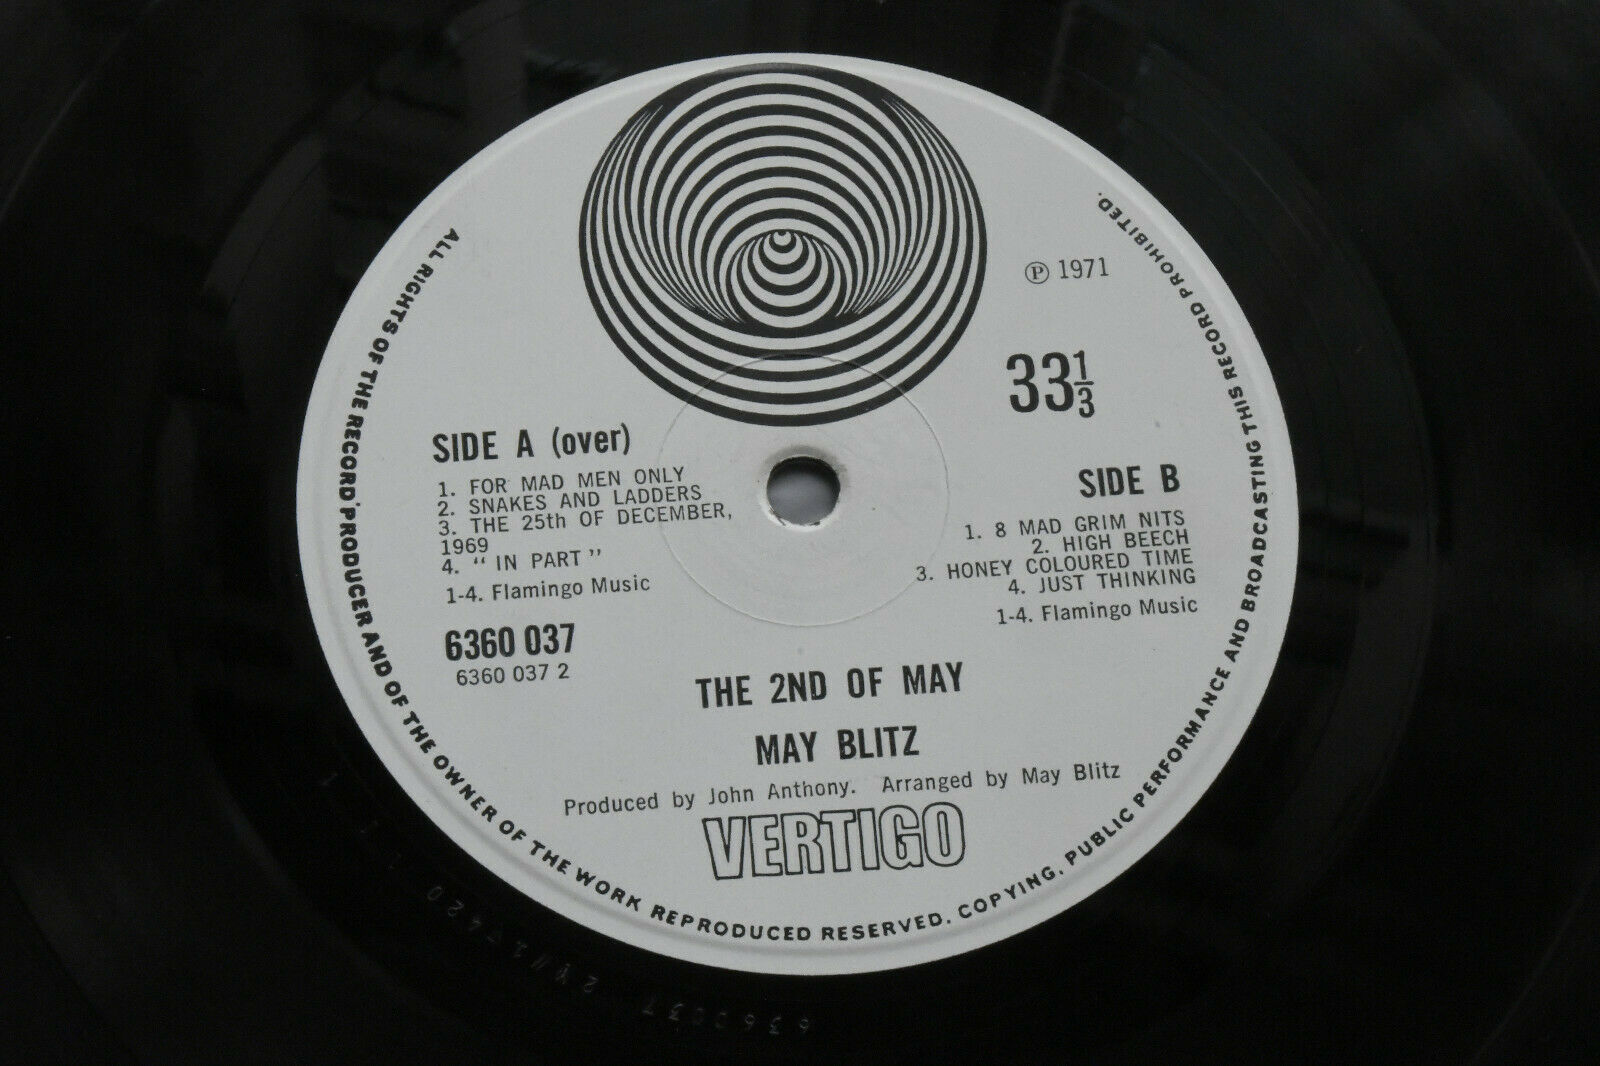 ℗ 1971
33 1/3
SIDE A (over)
1. FOR MAD MEN ONLY
2. SNAKES AND LADDERS
3. THE 25th OF DECEMBER,
1969
4. “ IN PART ”
1-4. Flamingo Music
6360 037
6360 037 2
SIDE B
1. 8 MAD GRIM NITS
2. HIGH BEECH
3. HONEY COLOURED TIME
4. JUST THINKING
1-4. Flamingo Music
THE 2ND OF MAY
MAY BLITZ
Produced by John Anthony. Arranged by May Blitz
VERTIGO
ALL RIGHTS OF THE RECORD PRODUCER AND OF THE OWNER OF THE WORK REPRODUCED RESERVED. COPYING, PUBLIC PERFORMANCE AND BROADCASTING THIS RECORD PROHIBITED.
6360037